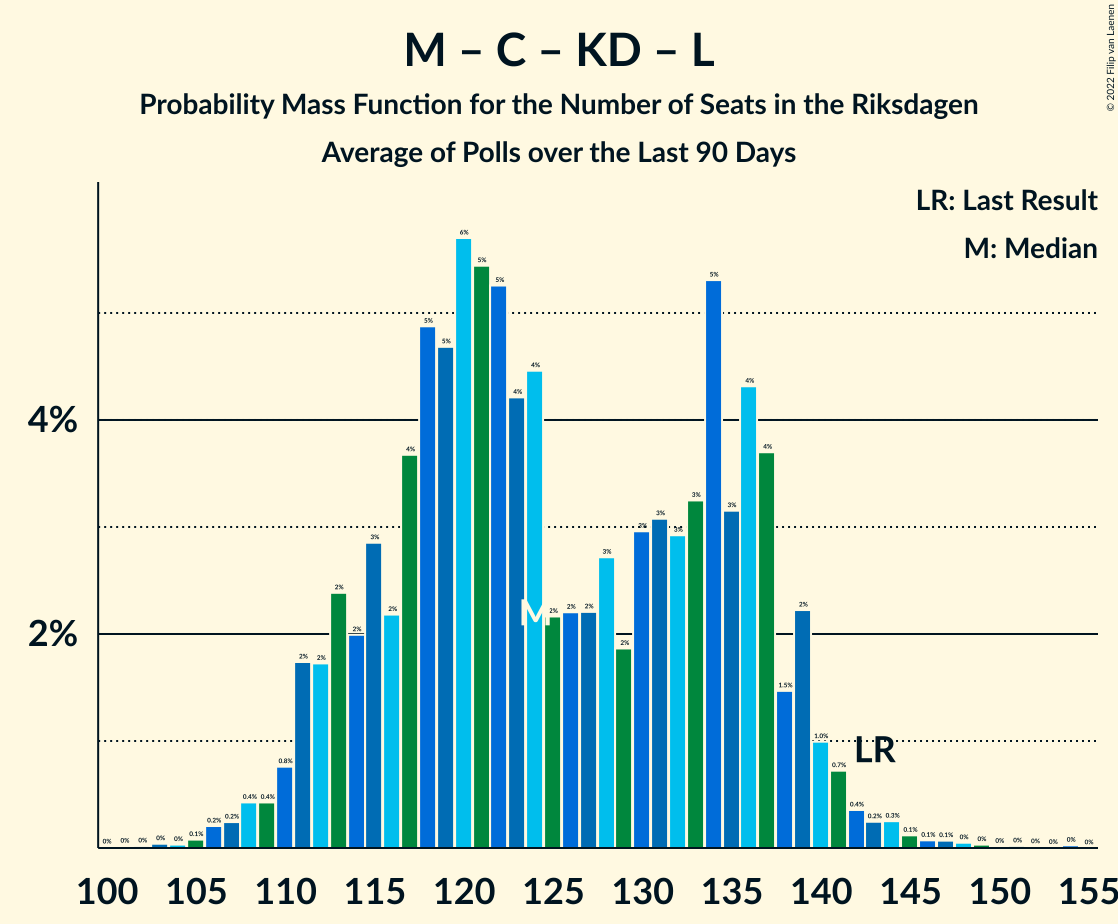 M – C – KD – L
Probability Mass Function for the Number of Seats in the Riksdagen
Average of Polls over the Last 90 Days
© 2022 Filip van Laenen
LR: Last Result
M: Median
4%
2%
0% 0% 0% 0% 0% 0.1% 0.2% 0.2% 0.4% 0.4% 0.8% 2% 2% 2% 2% 3% 2% 4% 5% 5% 6% 5% 5% 4% 4% 2% 2% 2% 3% 2% 3% 3% 3% 3% 5% 3% 4% 4% 1.5% 2% 1.0% 0.7% 0.4% 0.2% 0.3% 0.1% 0.1% 0.1% 0% 0% 0% 0% 0% 0% 0% 0%
M
LR
100 105 110 115 120 125 130 135 140 145 150 155